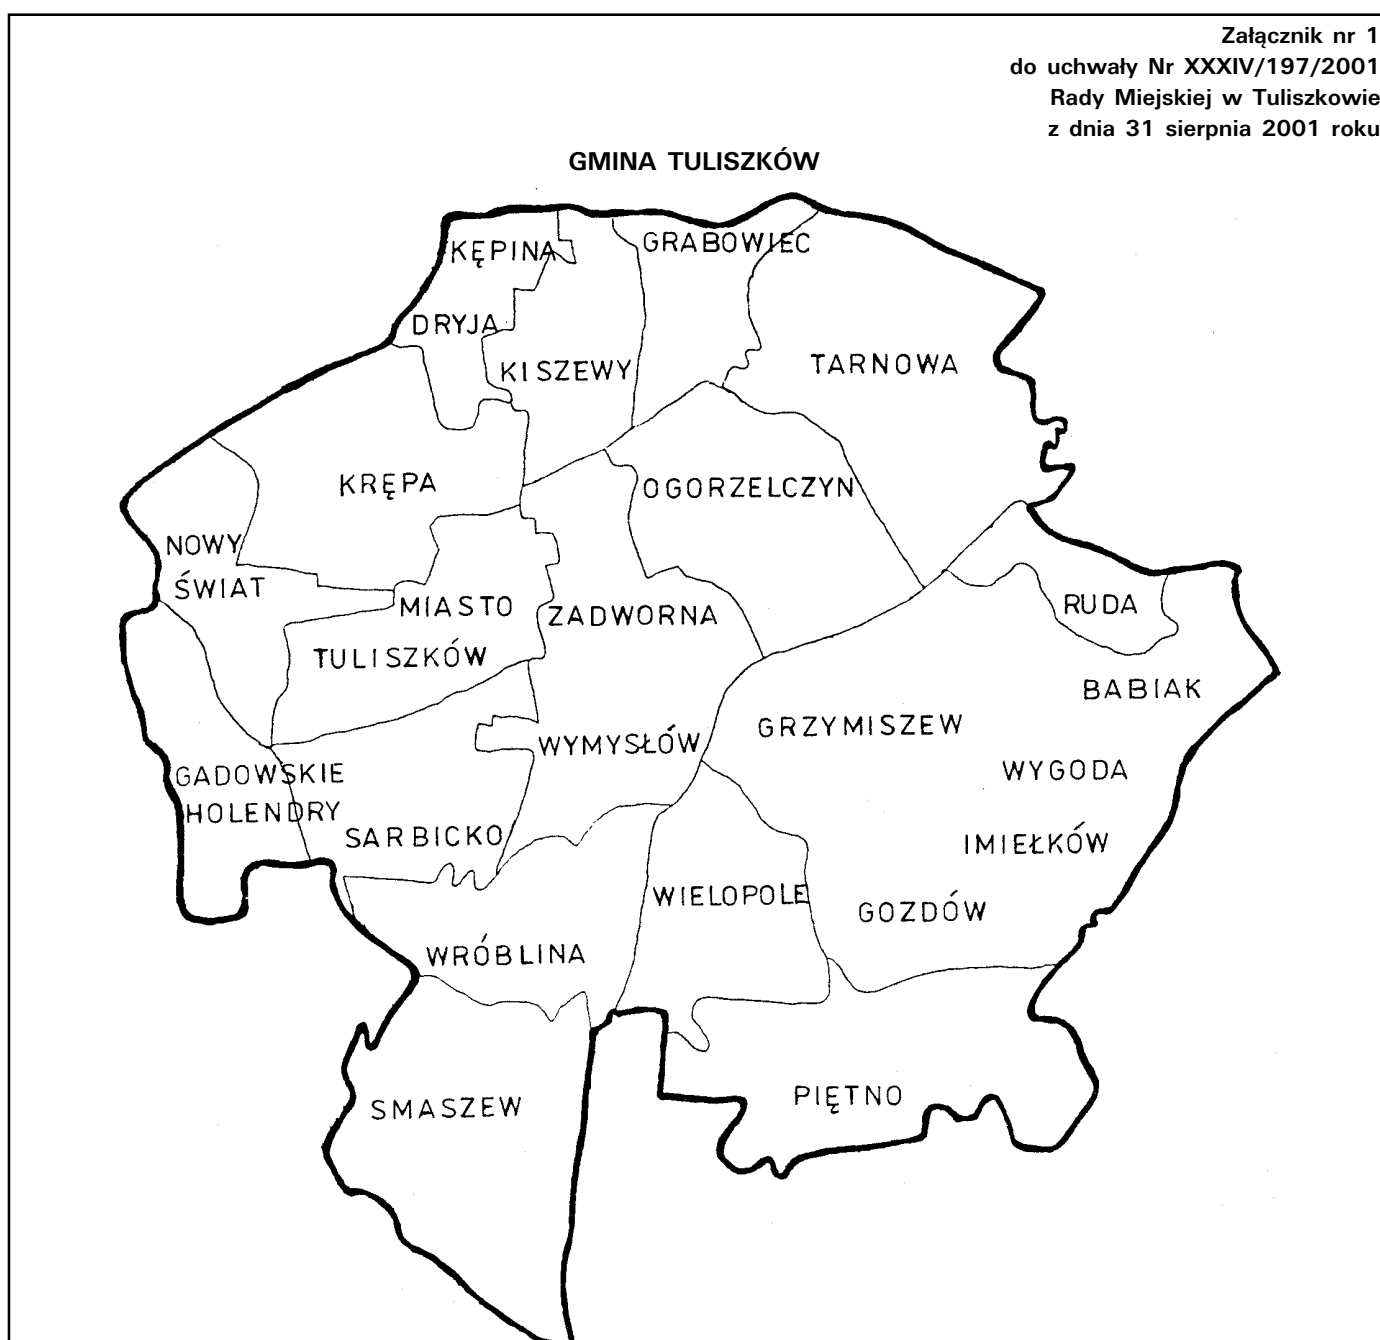 Załącznik nr 1
do uchwały Nr XXXIV/197/2001
Rady Miejskiej w Tuliszkowie
z dnia 31 sierpnia 2001 roku
GMINA TULISZKÓW
KĘPINA
GRABOWIEC
DRYJA
KISZEWY
TARNOWA
KRĘPA
OGORZELCZYN
NOWY
ŚWIAT
MIASTO
TULISZKÓW
ZADWORNA
RUDA
BABIAK
GRZYMISZEW
WYMYSŁÓW
WYGODA
GADOWSKIE
HOLENDRY
SARBICKO
IMIEŁKÓW
WIELOPOLE
GOZDÓW
WRÓBLINA
PIĘTNO
SMASZEW